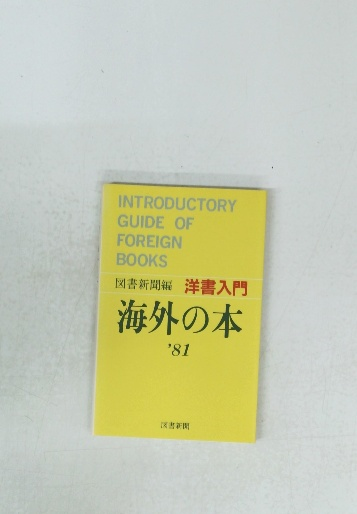 INTRODUCTORY
GUIDE OF
FOREIGN
BOOKS
図書新聞編 洋書入門
海外の本
'81
図書新聞